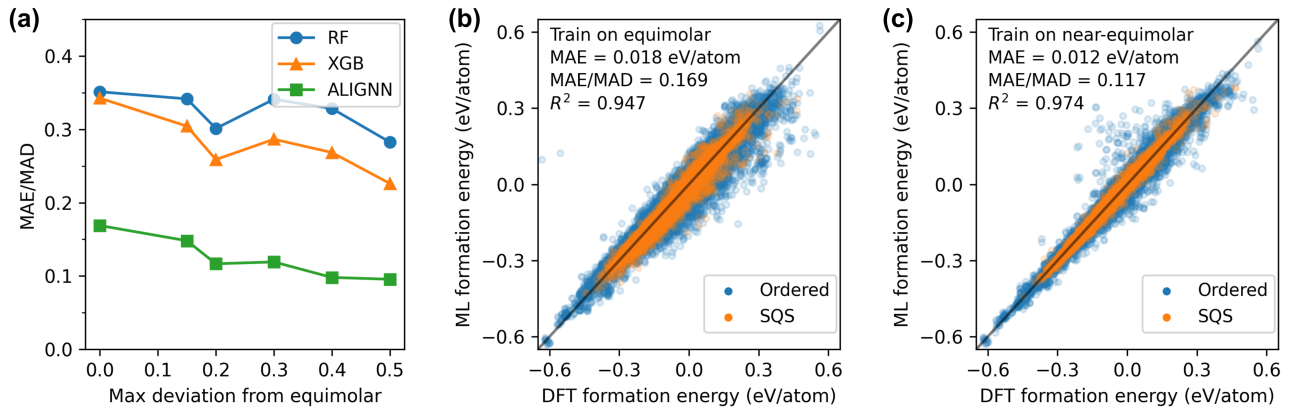 (a)
0.4
0.3
0.2
0.1
0.0
MAE/MAD
RF
XGB
ALIGNN
0.0 0.1 0.2 0.3 0.4 0.5
Max deviation from equimolar
(b)
0.6
0.3
0.0
−0.3
−0.6
ML formation energy (eV/atom)
Train on equimolar
MAE = 0.018 eV/atom
MAE/MAD = 0.169
R² = 0.947
Ordered
SQS
−0.6 −0.3 0.0 0.3 0.6
DFT formation energy (eV/atom)
(c)
0.6
0.3
0.0
−0.3
−0.6
ML formation energy (eV/atom)
Train on near-equimolar
MAE = 0.012 eV/atom
MAE/MAD = 0.117
R² = 0.974
Ordered
SQS
−0.6 −0.3 0.0 0.3 0.6
DFT formation energy (eV/atom)